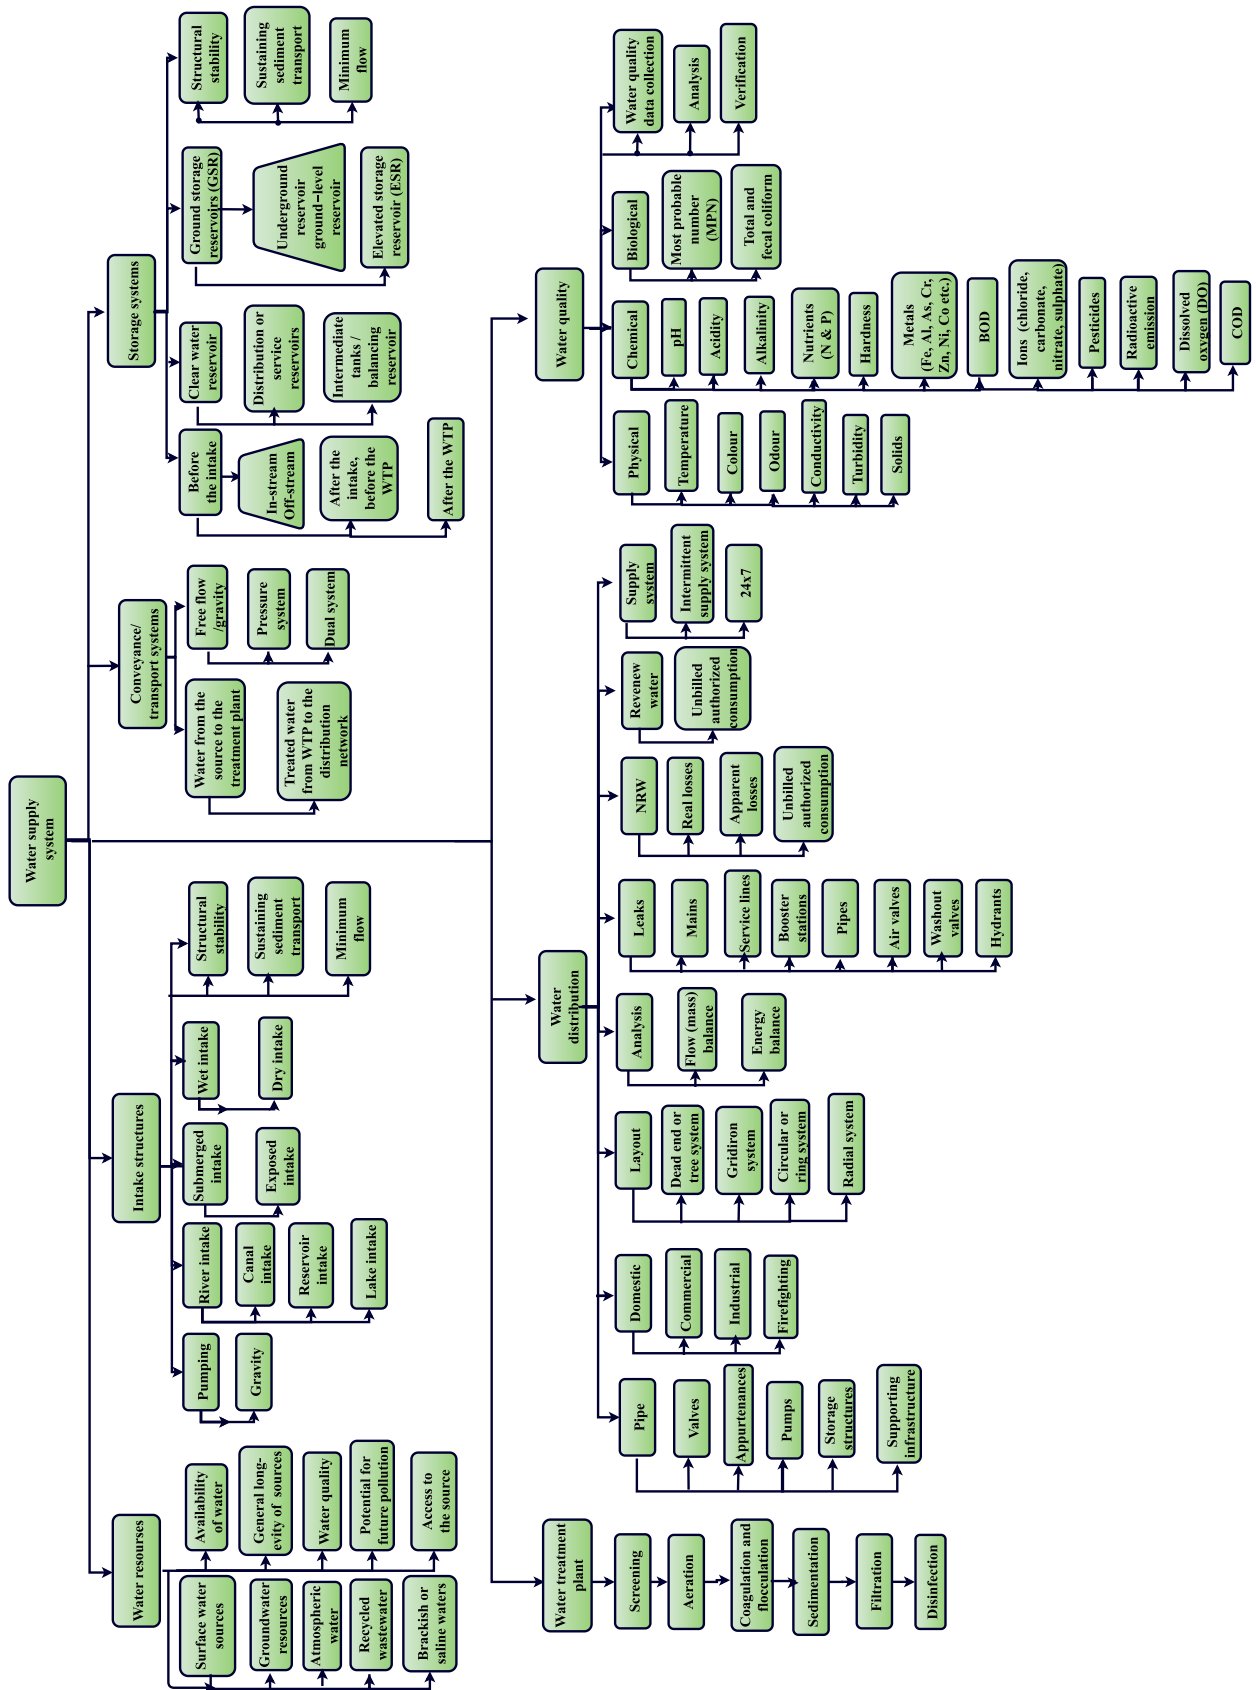 Water supply
system
Water resourses
Surface water
sources
Groundwater
resources
Atmospheric
water
Recycled
wastewater
Brackish or
saline waters
Availability
of water
General long-
evity of sources
Water quality
Potential for
future pollution
Access to
the source
Intake structures
Pumping
Gravity
River intake
Canal
intake
Reservoir
intake
Lake intake
Submerged
intake
Exposed
intake
Wet intake
Dry intake
Structural
stability
Sustaining
sediment
transport
Minimum
flow
Conveyance/
transport systems
Water from the
source to the
treatment plant
Treated water
from WTP to the
distribution
network
Free flow
/gravity
Pressure
system
Dual system
Storage systems
Before
the intake
In-stream
Off-stream
After the
intake,
before the
WTP
After the WTP
Clear water
reservoir
Distribution or
service
reservoirs
Intermediate
tanks /
balancing
reservoir
Ground storage
reservoirs (GSR)
Underground
reservoir
ground−level
reservoir
Elevated storage
reservoir (ESR)
Structural
stability
Sustaining
sediment
transport
Minimum
flow
Water treatment
plant
Screening
Aeration
Coagulation and
flocculation
Sedimentation
Filtration
Disinfection
Water
distribution
Pipe
Valves
Appurtenances
Pumps
Storage
structures
Supporting
infrastructure
Domestic
Commercial
Industrial
Firefighting
Layout
Dead end or
tree system
Gridiron
system
Circular or
ring system
Radial system
Analysis
Flow (mass)
balance
Energy
balance
Leaks
Mains
Service lines
Booster
stations
Pipes
Air valves
Washout
valves
Hydrants
NRW
Real losses
Apparent
losses
Unbilled
authorized
consumption
Revenew
water
Unbilled
authorized
consumption
Supply
system
Intermittent
supply system
24x7
Water quality
Physical
Temperature
Colour
Odour
Conductivity
Turbidity
Solids
Chemical
pH
Acidity
Alkalinity
Nutrients
(N & P)
Hardness
Metals
(Fe, Al, As, Cr,
Zn, Ni, Co etc.)
BOD
Ions (chloride,
carbonate,
nitrate, sulphate)
Pesticides
Radioactive
emission
Dissolved
oxygen (DO)
COD
Biological
Most probable
number
(MPN)
Total and
fecal coliform
Water quality
data collection
Analysis
Verification